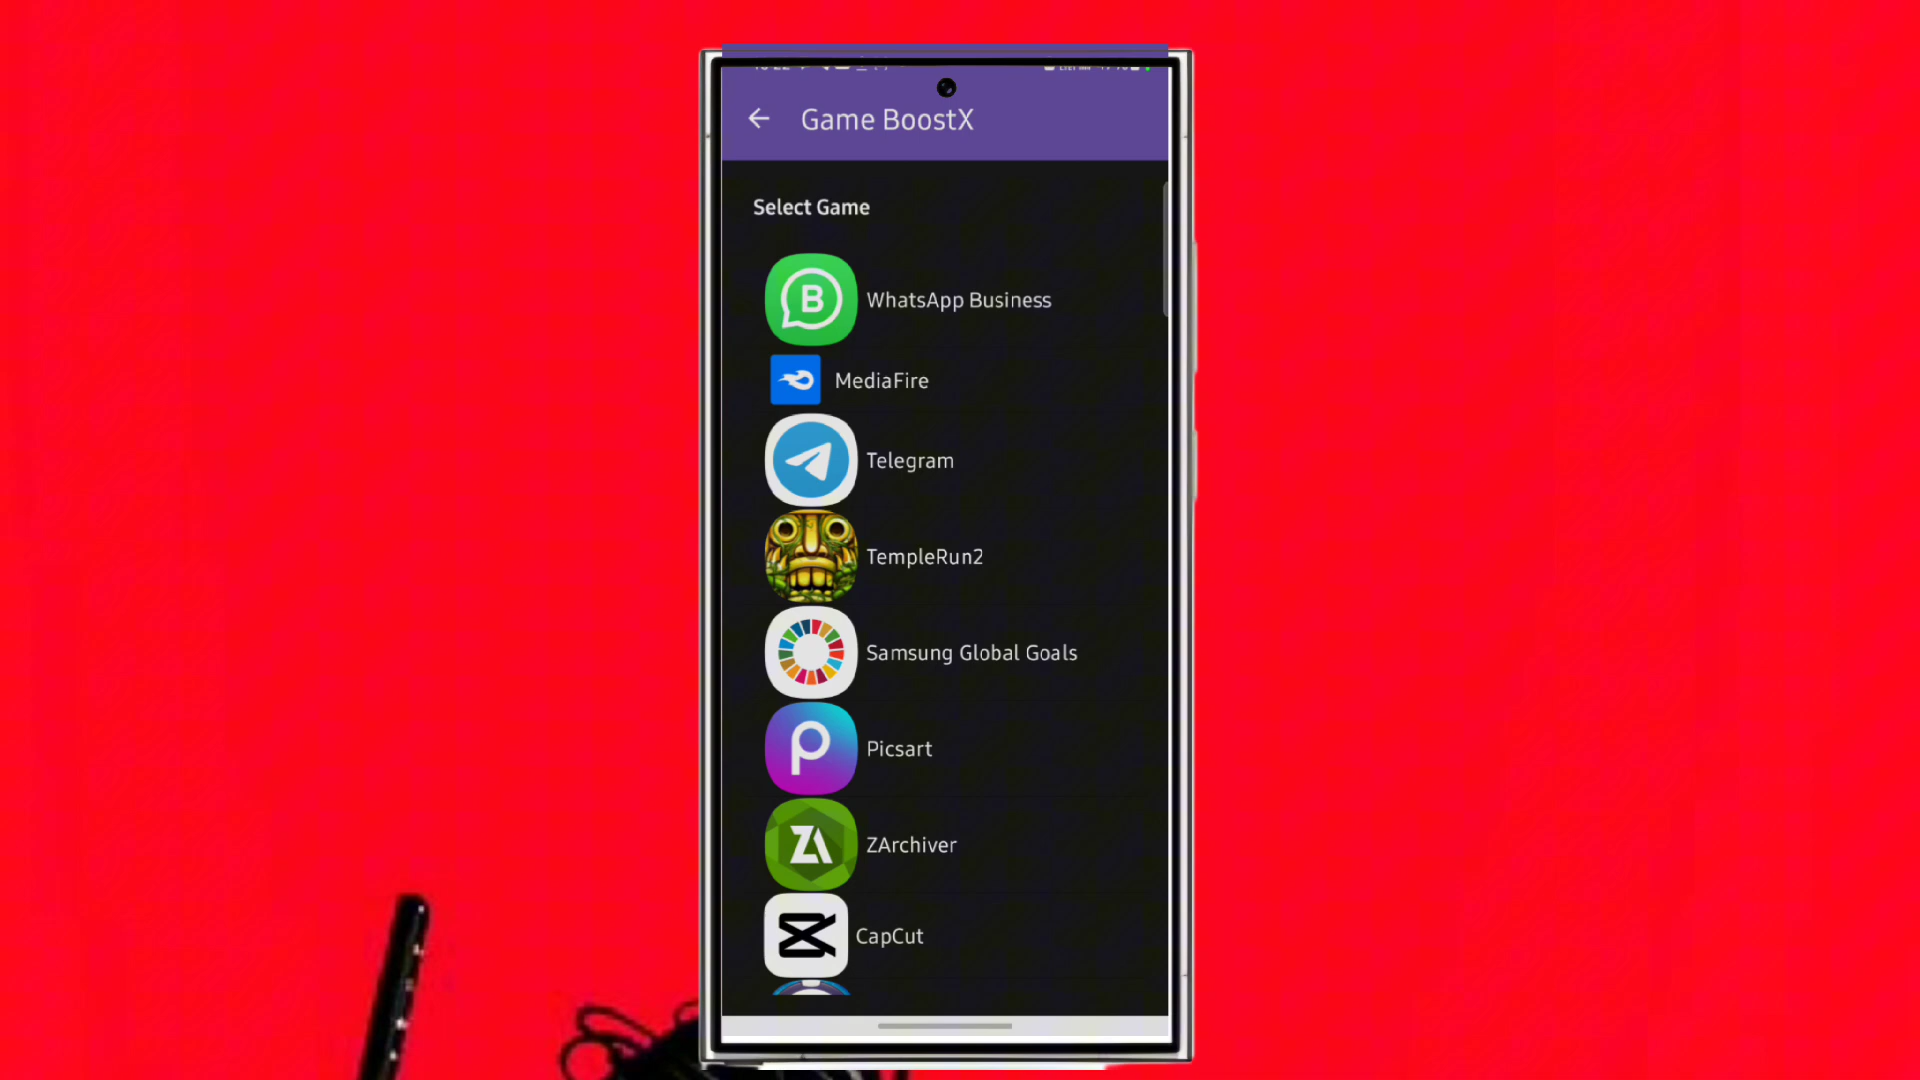 Game BoostX
Select Game
B
WhatsApp Business
MediaFire
Telegram
TempleRun2
Samsung Global Goals
Picsart
ZArchiver
CapCut